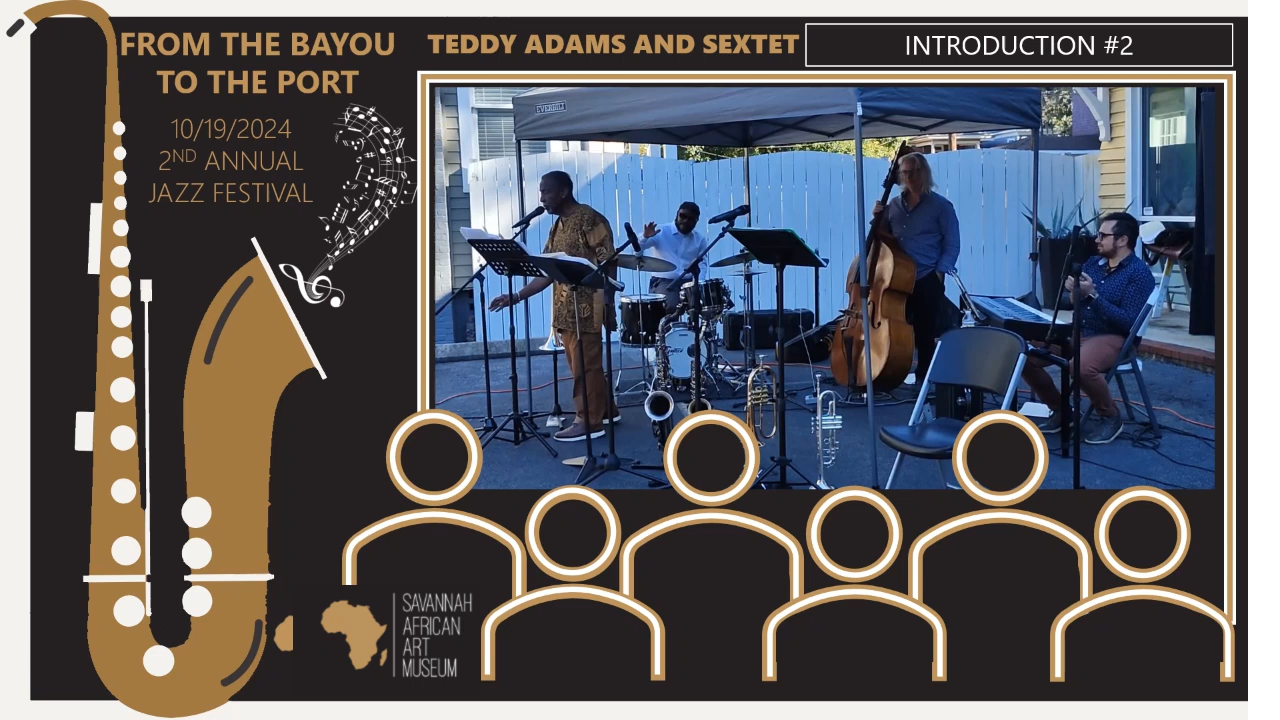 FROM THE BAYOU
TO THE PORT
10/19/2024
2ND ANNUAL
JAZZ FESTIVAL
TEDDY ADAMS AND SEXTET
INTRODUCTION #2
EVERBILT
SAVANNAH
AFRICAN
ART
MUSEUM